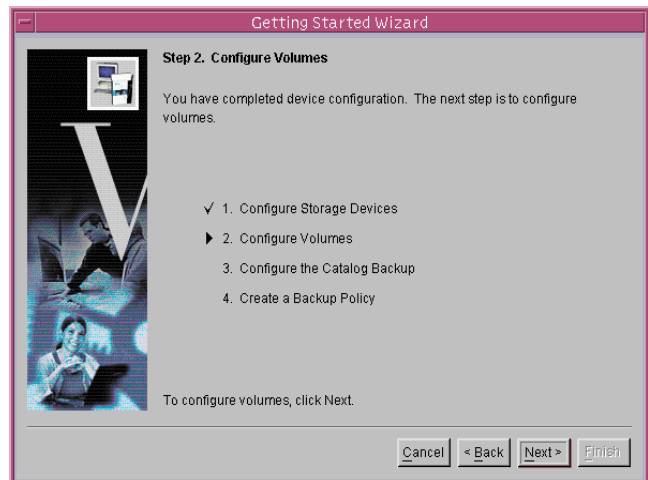 Getting Started Wizard
Step 2. Configure Volumes
You have completed device configuration. The next step is to configure
volumes.
V
✓ 1. Configure Storage Devices
▶ 2. Configure Volumes
3. Configure the Catalog Backup
4. Create a Backup Policy
To configure volumes, click Next.
Cancel
< Back
Next >
Finish